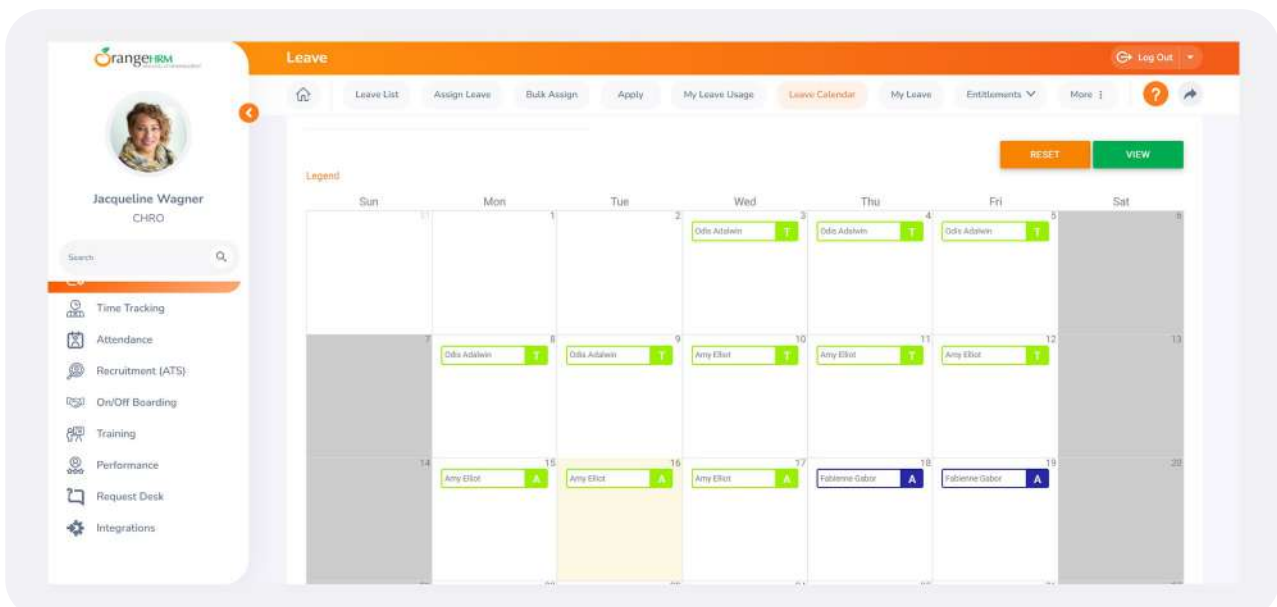 OrangeHRM
Leave
Log Out
Leave List Assign Leave Bulk Assign Apply My Leave Usage Leave Calendar My Leave Entitlements More
?
Jacqueline Wagner
CHRO
Search
Time Tracking
Attendance
Recruitment (ATS)
On/Off Boarding
Training
Performance
Request Desk
Integrations
RESET VIEW
Legend
Sun Mon Tue Wed Thu Fri Sat
31 1 2 3 4 5 6
Odis Adalwin T Odis Adalwin T Odis Adalwin T
7 8 9 10 11 12 13
Odis Adalwin T Odis Adalwin T Amy Elliot T Amy Elliot T Amy Elliot T
14 15 16 17 18 19 20
Amy Elliot A Amy Elliot A Amy Elliot A Fabienne Gabor A Fabienne Gabor A